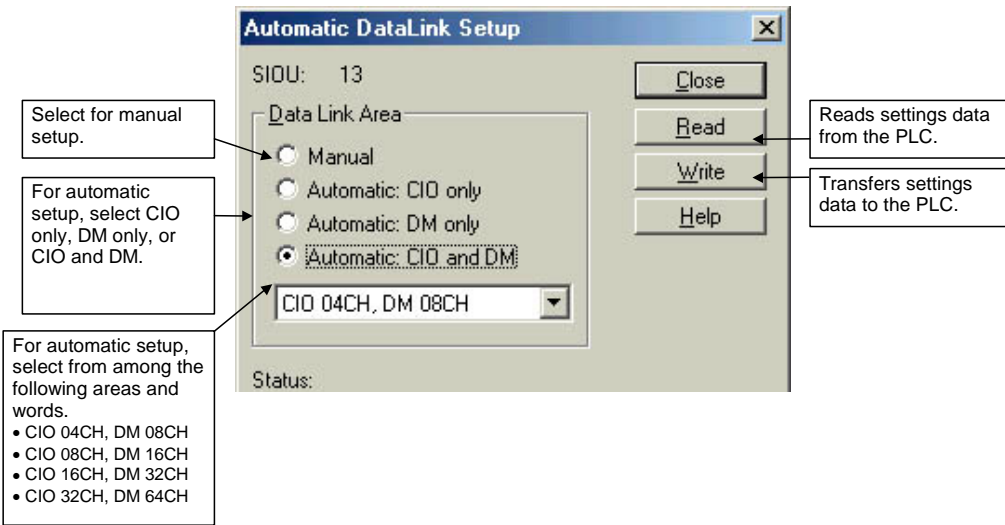 Automatic DataLink Setup
SIOU: 13
Close
Data Link Area
Read
Manual
Write
Automatic: CIO only
Help
Automatic: DM only
Automatic: CIO and DM
CIO 04CH, DM 08CH
Status:
Select for manual
setup.
For automatic
setup, select CIO
only, DM only, or
CIO and DM.
For automatic setup,
select from among the
following areas and
words.
• CIO 04CH, DM 08CH
• CIO 08CH, DM 16CH
• CIO 16CH, DM 32CH
• CIO 32CH, DM 64CH
Reads settings data
from the PLC.
Transfers settings
data to the PLC.